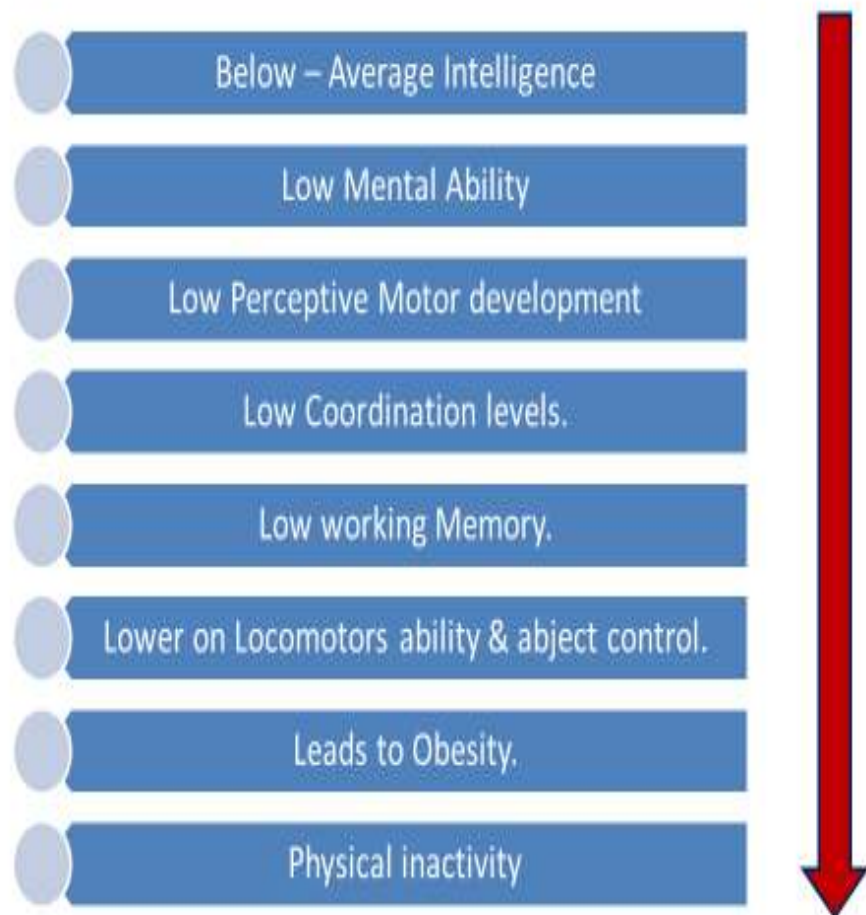 Below – Average Intelligence
Low Mental Ability
Low Perceptive Motor development
Low Coordination levels.
Low working Memory.
Lower on Locomotors ability & abject control.
Leads to Obesity.
Physical inactivity